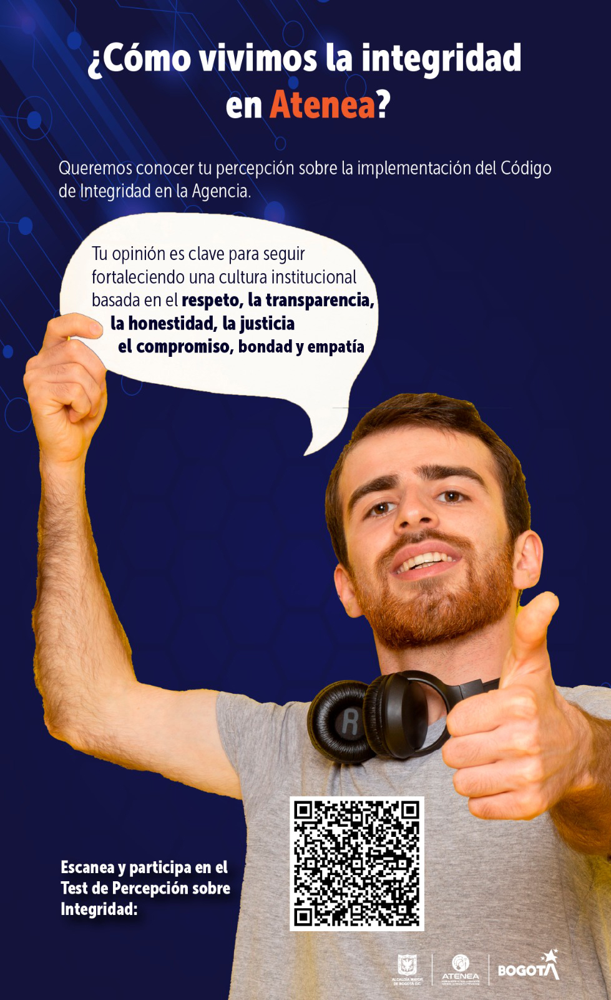 ¿Cómo vivimos la integridad
en Atenea?
Queremos conocer tu percepción sobre la implementación del Código
de Integridad en la Agencia.
Tu opinión es clave para seguir
fortaleciendo una cultura institucional
basada en el respeto, la transparencia,
la honestidad, la justicia
el compromiso, bondad y empatía
R
Escanea y participa en el
Test de Percepción sobre
Integridad:
ALCALDÍA MAYOR
DE BOGOTÁ D.C.
ATENEA
BOGOTÁ